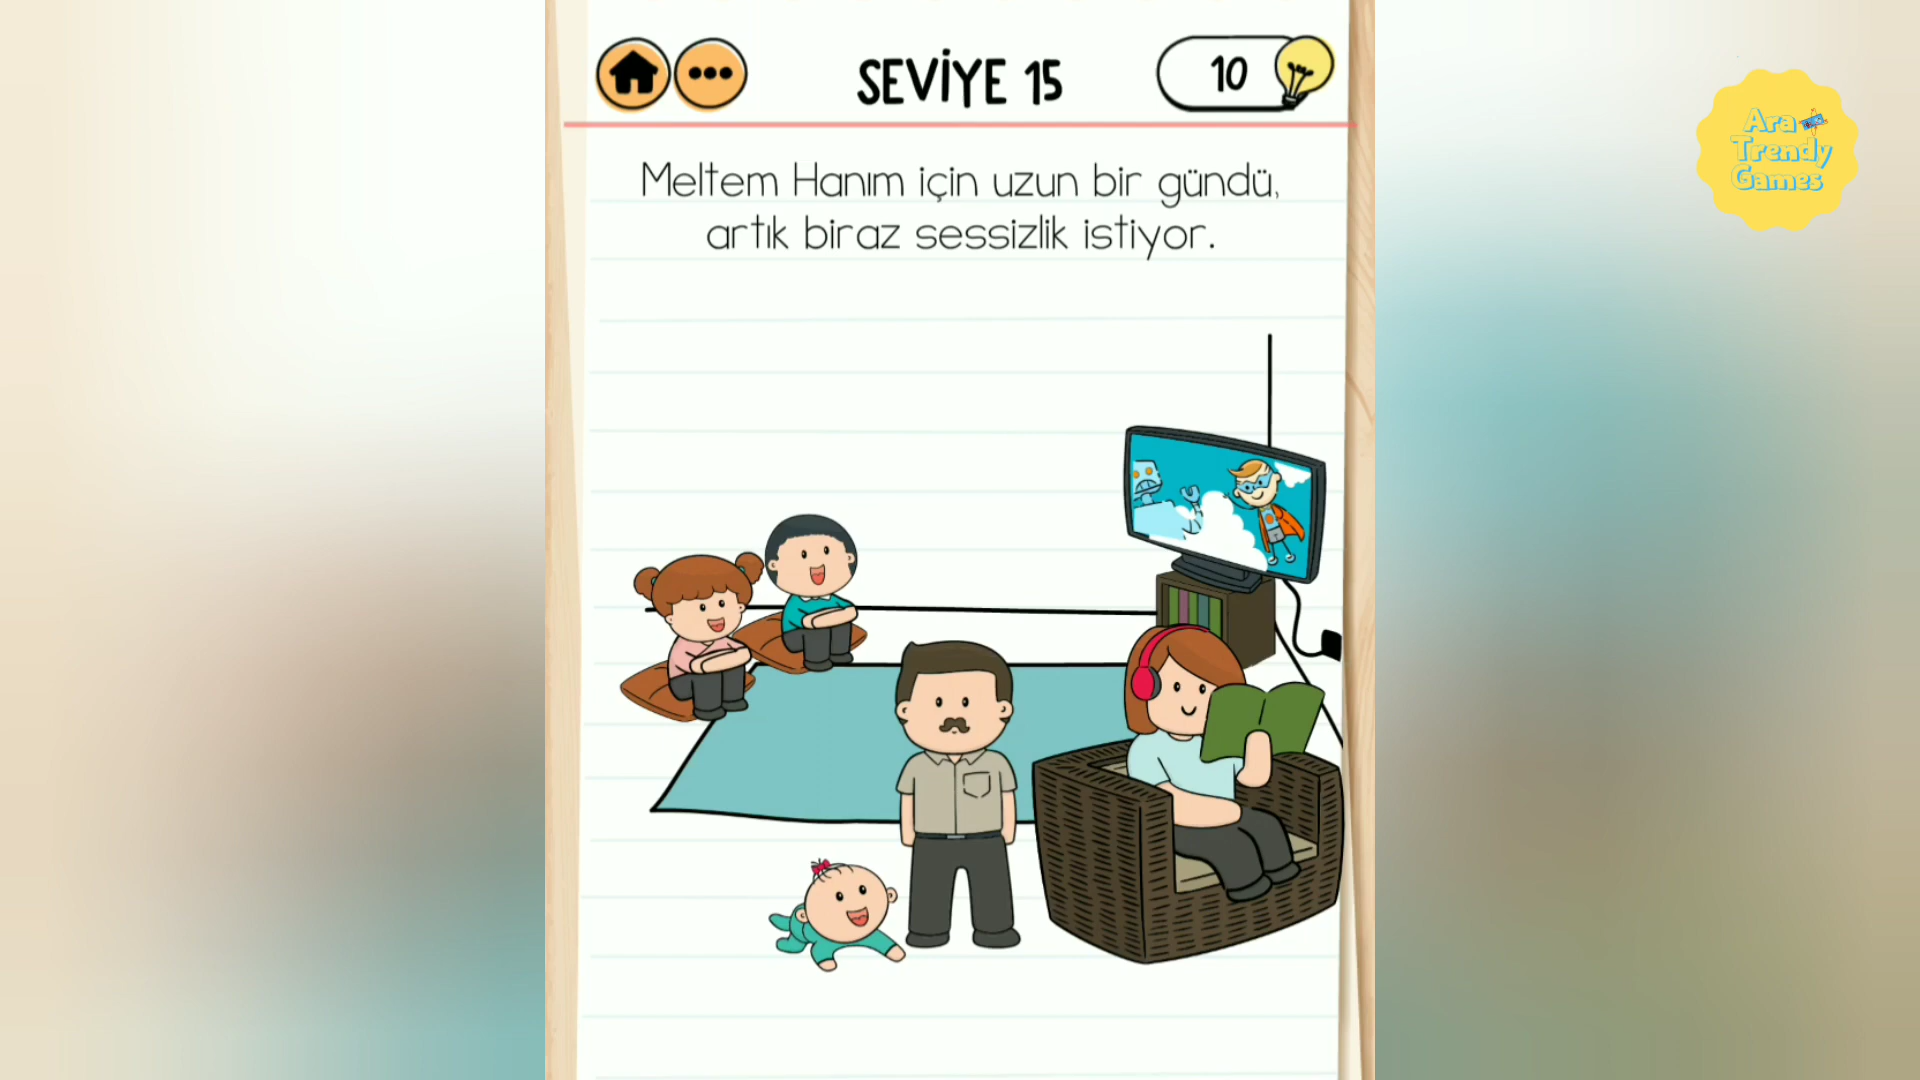 SEVİYE 15
10
Meltem Hanım için uzun bir gündü,
artık biraz sessizlik istiyor.
Ara
Trendy
Games